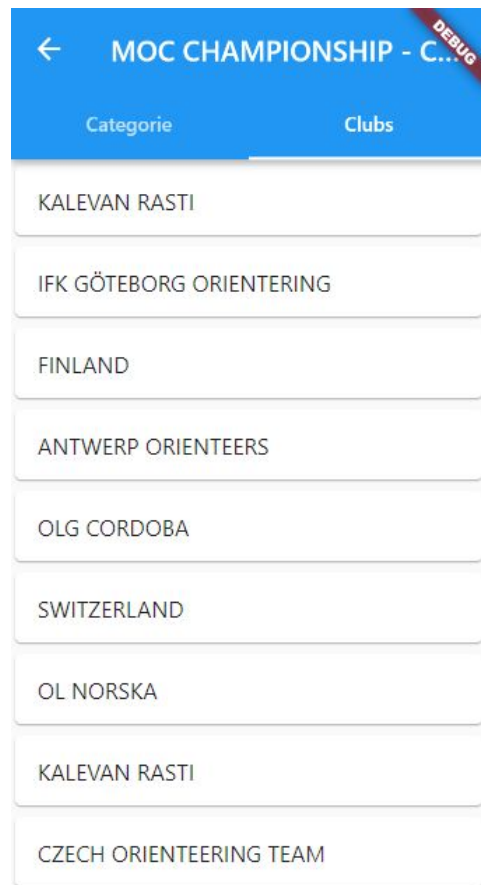 MOC CHAMPIONSHIP - C...
DEBUG
Categorie
Clubs
KALEVAN RASTI
IFK GÖTEBORG ORIENTERING
FINLAND
ANTWERP ORIENTEERS
OLG CORDOBA
SWITZERLAND
OL NORSKA
KALEVAN RASTI
CZECH ORIENTEERING TEAM